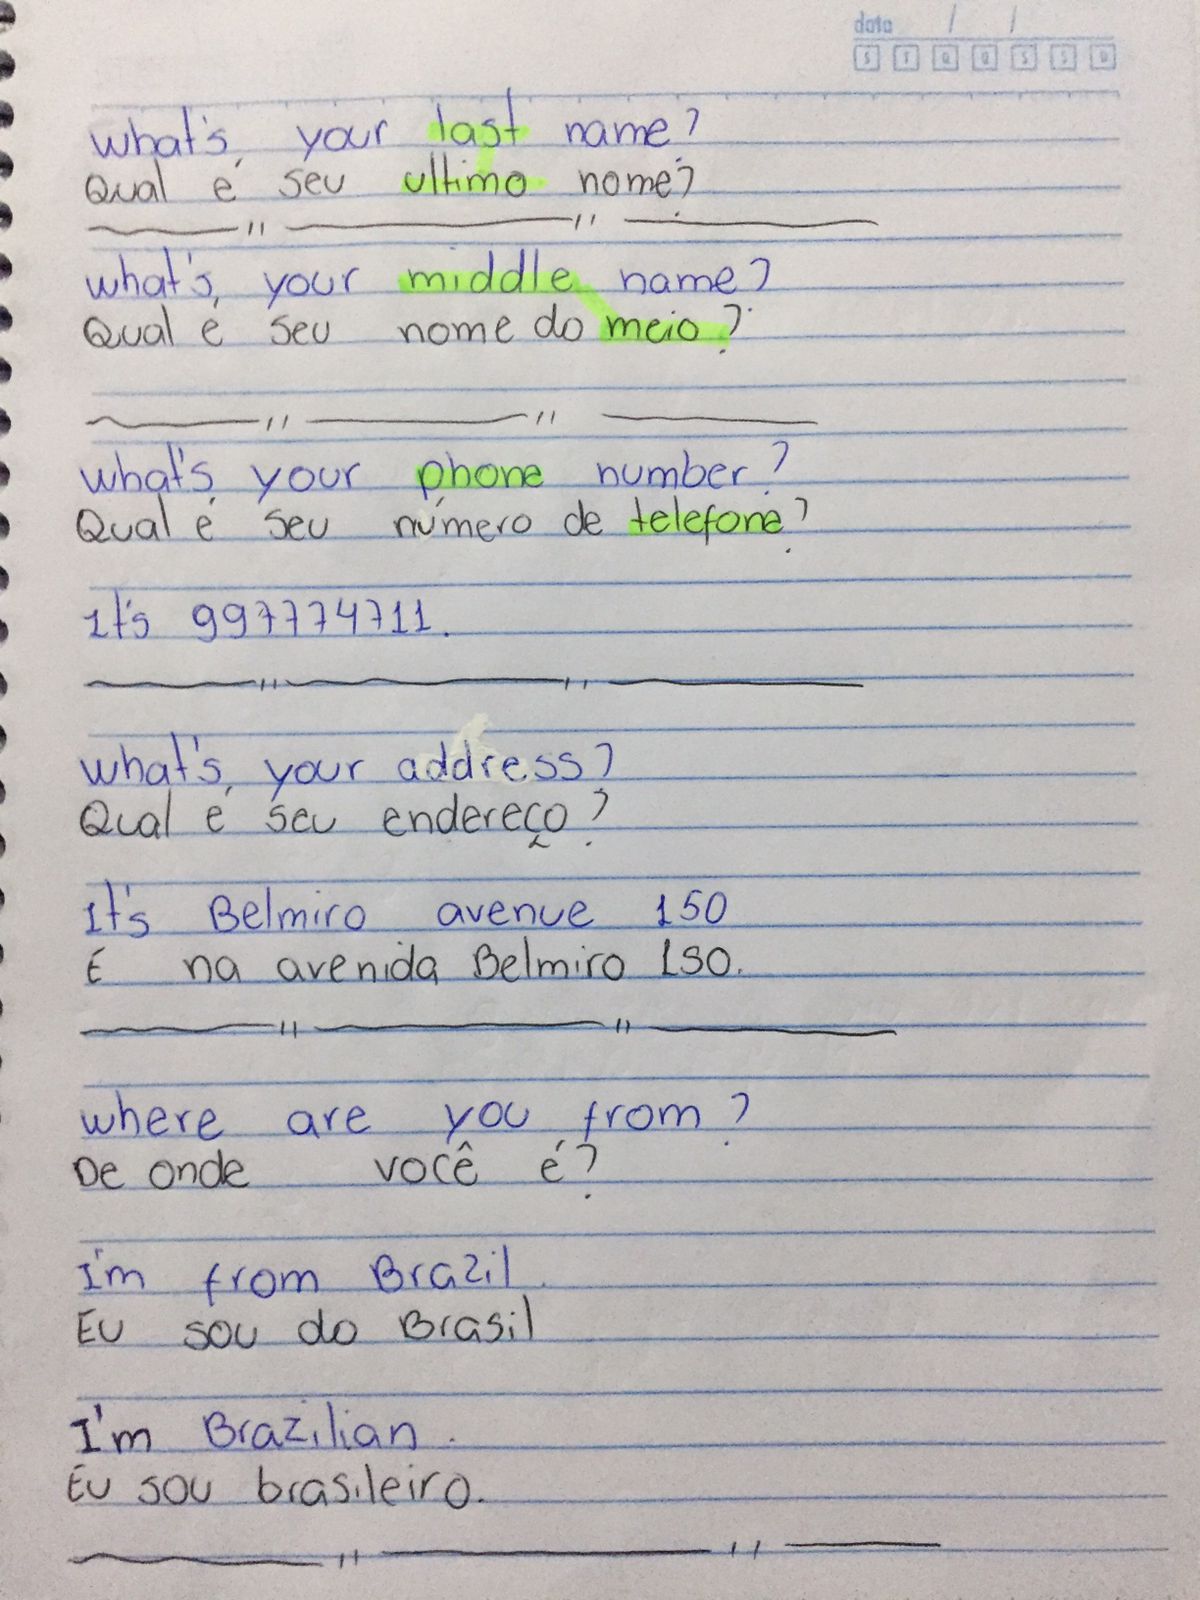 data / /
S T Q Q S S D
what's your last name?
Qual é seu ultimo nome?
what's your middle name?
Qual é seu nome do meio?
what's your phone number?
Qual é seu número de telefone?
It's 997774711.
what's your address?
Qual é seu endereço?
It's Belmiro avenue 150
É na avenida Belmiro 150.
where are you from?
De onde você é?
I'm from Brazil.
Eu sou do Brasil
I'm Brazilian.
Eu sou brasileiro.